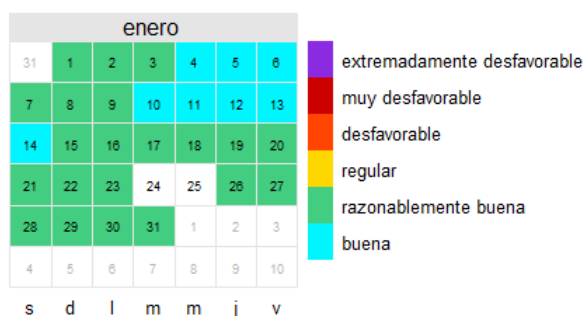 enero
31 1 2 3 4 5 6
7 8 9 10 11 12 13
14 15 16 17 18 19 20
21 22 23 24 25 26 27
28 29 30 31 1 2 3
4 5 6 7 8 9 10
s d l m m j v
extremadamente desfavorable
muy desfavorable
desfavorable
regular
razonablemente buena
buena